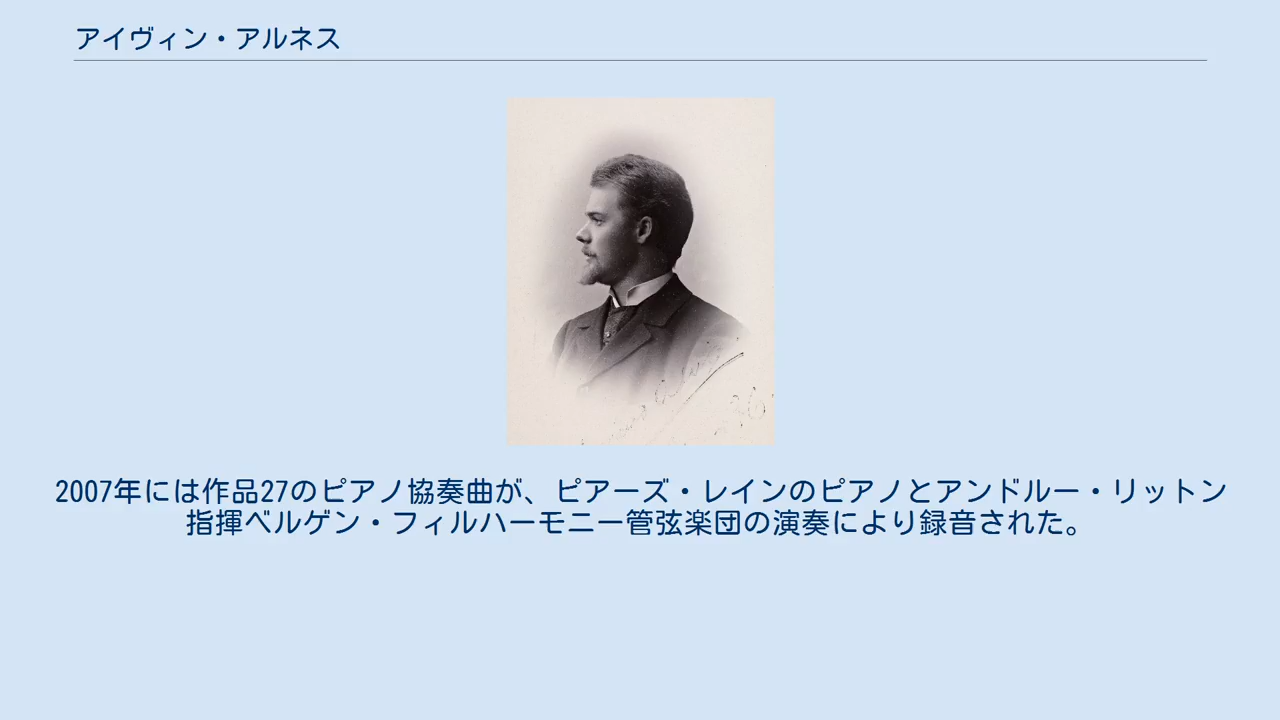 アイヴィン・アルネス
2007年には作品27のピアノ協奏曲が、ピアーズ・レインのピアノとアンドルー・リットン
指揮ベルゲン・フィルハーモニー管弦楽団の演奏により録音された。